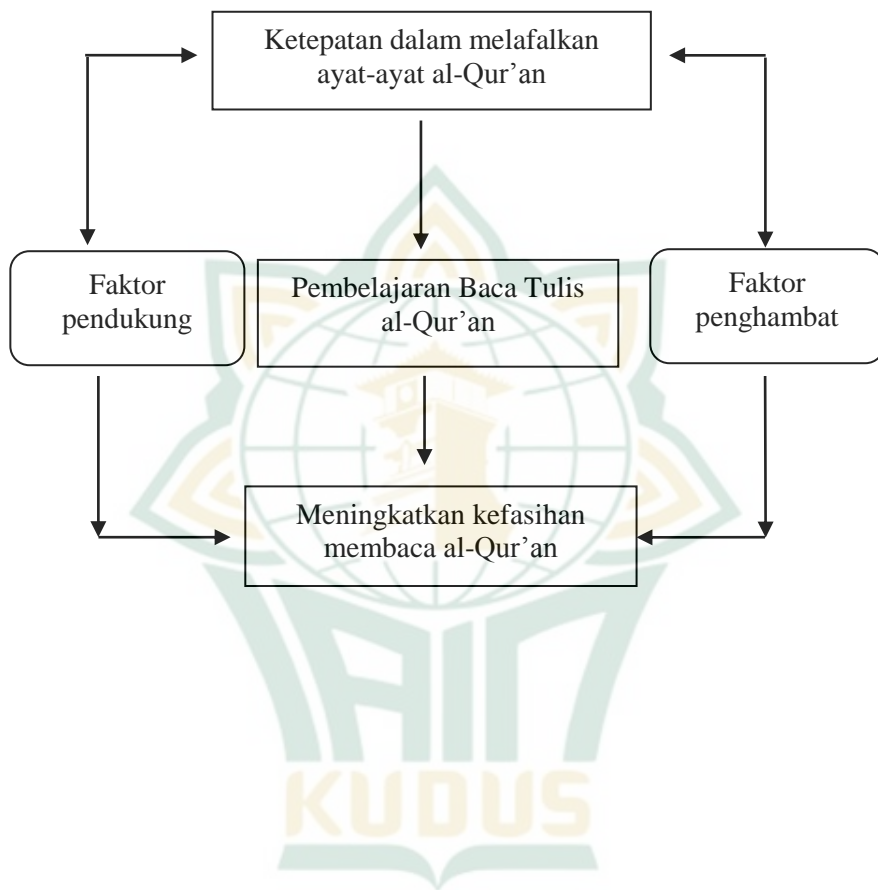 Ketepatan dalam melafalkan
ayat-ayat al-Qur’an
Faktor
pendukung
Pembelajaran Baca Tulis
al-Qur’an
Faktor
penghambat
Meningkatkan kefasihan
membaca al-Qur’an
IAIN
KUDUS